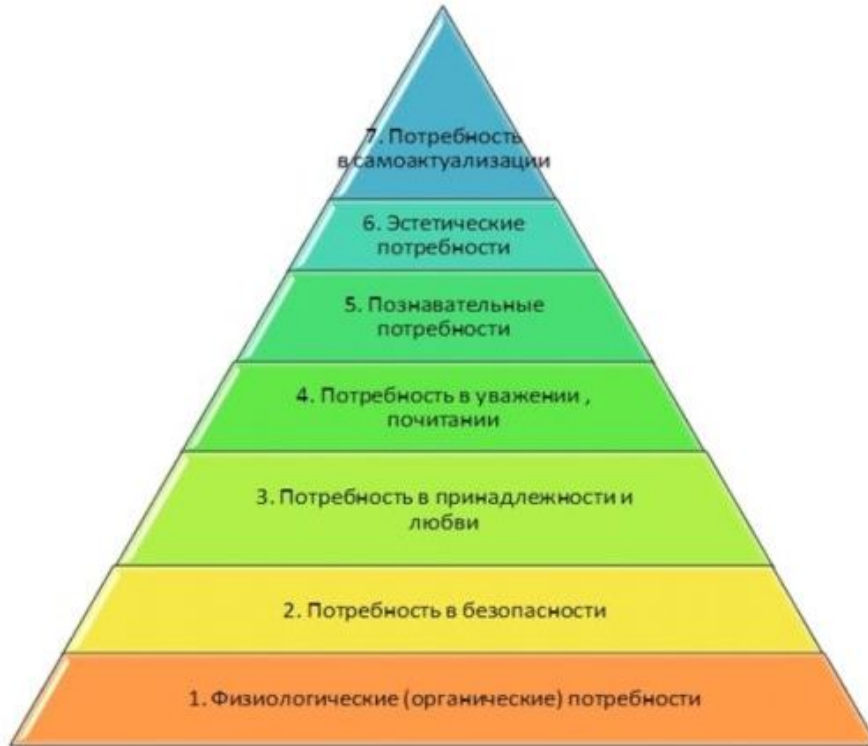 7. Потребность
в самоактуализации
6. Эстетические
потребности
5. Познавательные
потребности
4. Потребность в уважении ,
почитании
3. Потребность в принадлежности и
любви
2. Потребность в безопасности
1. Физиологические (органические) потребности